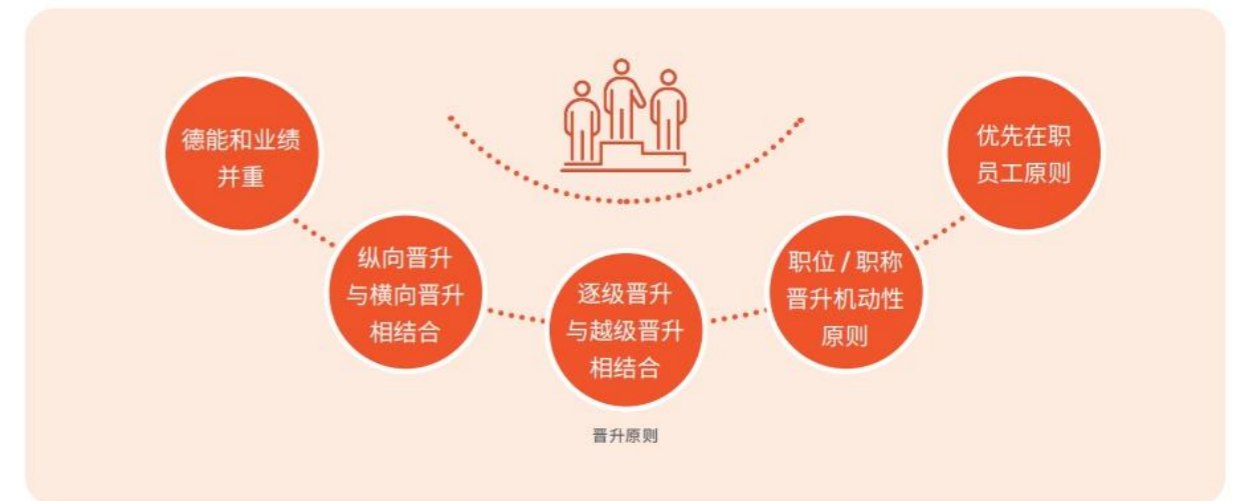 德能和业绩
并重
纵向晋升
与横向晋升
相结合
逐级晋升
与越级晋升
相结合
职位 / 职称
晋升机动性
原则
优先在职
员工原则
晋升原则